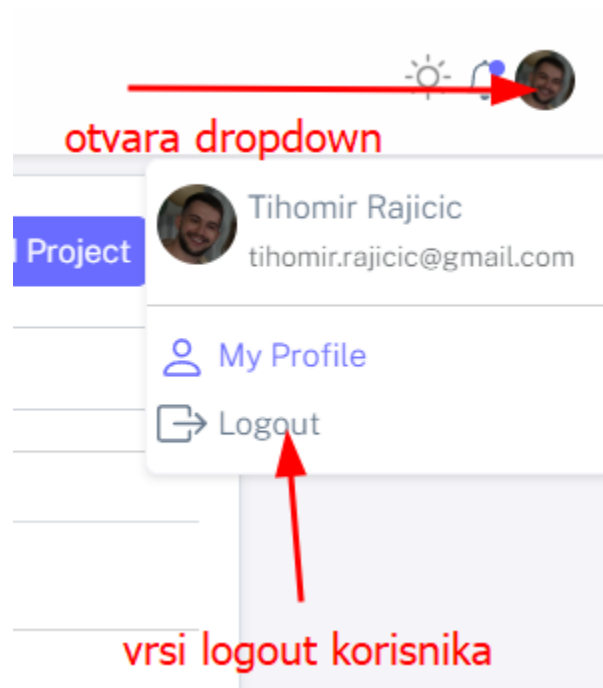 otvara dropdown
Tihomir Rajicic
tihomir.rajicic@gmail.com
Project
My Profile
Logout
vrsi logout korisnika